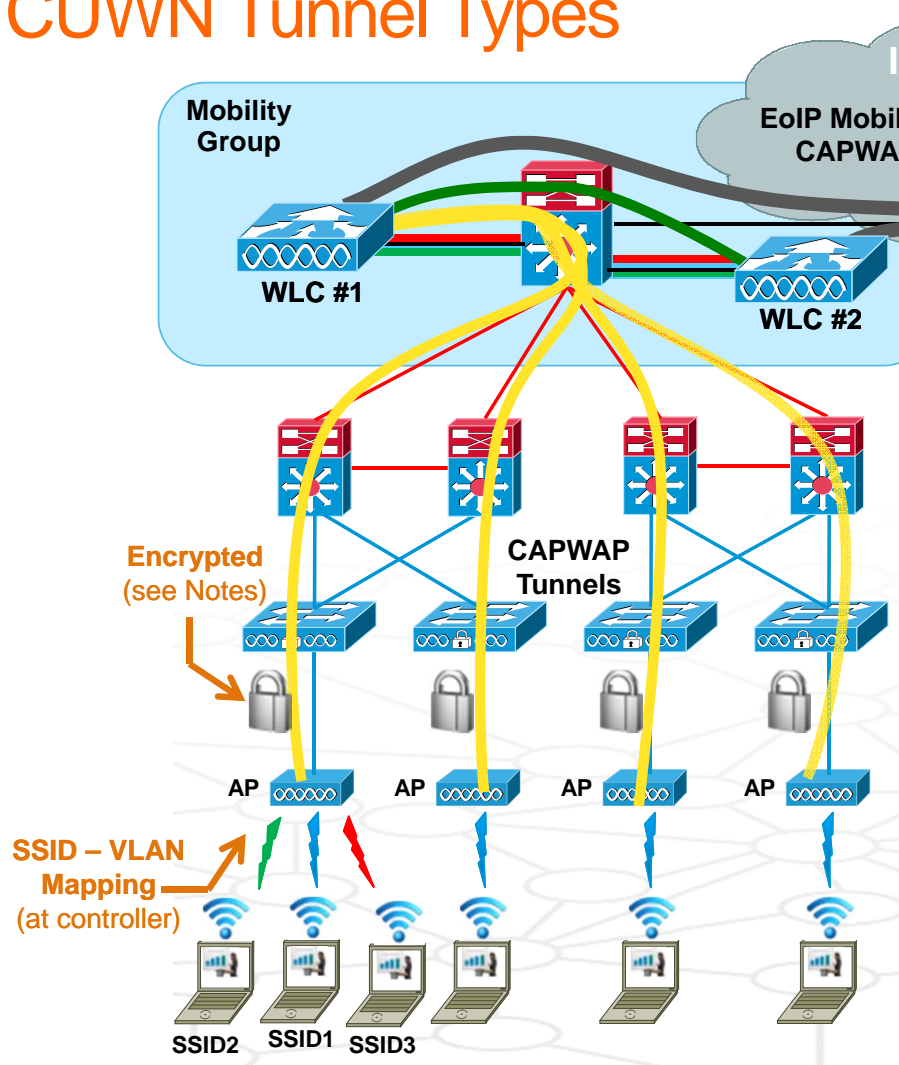 CUWN Tunnel Types
Mobility
Group
EoIP Mobil
CAPWA
WLC #1
WLC #2
Encrypted
(see Notes)
CAPWAP
Tunnels
AP
AP
AP
AP
SSID – VLAN
Mapping
(at controller)
SSID2
SSID1
SSID3